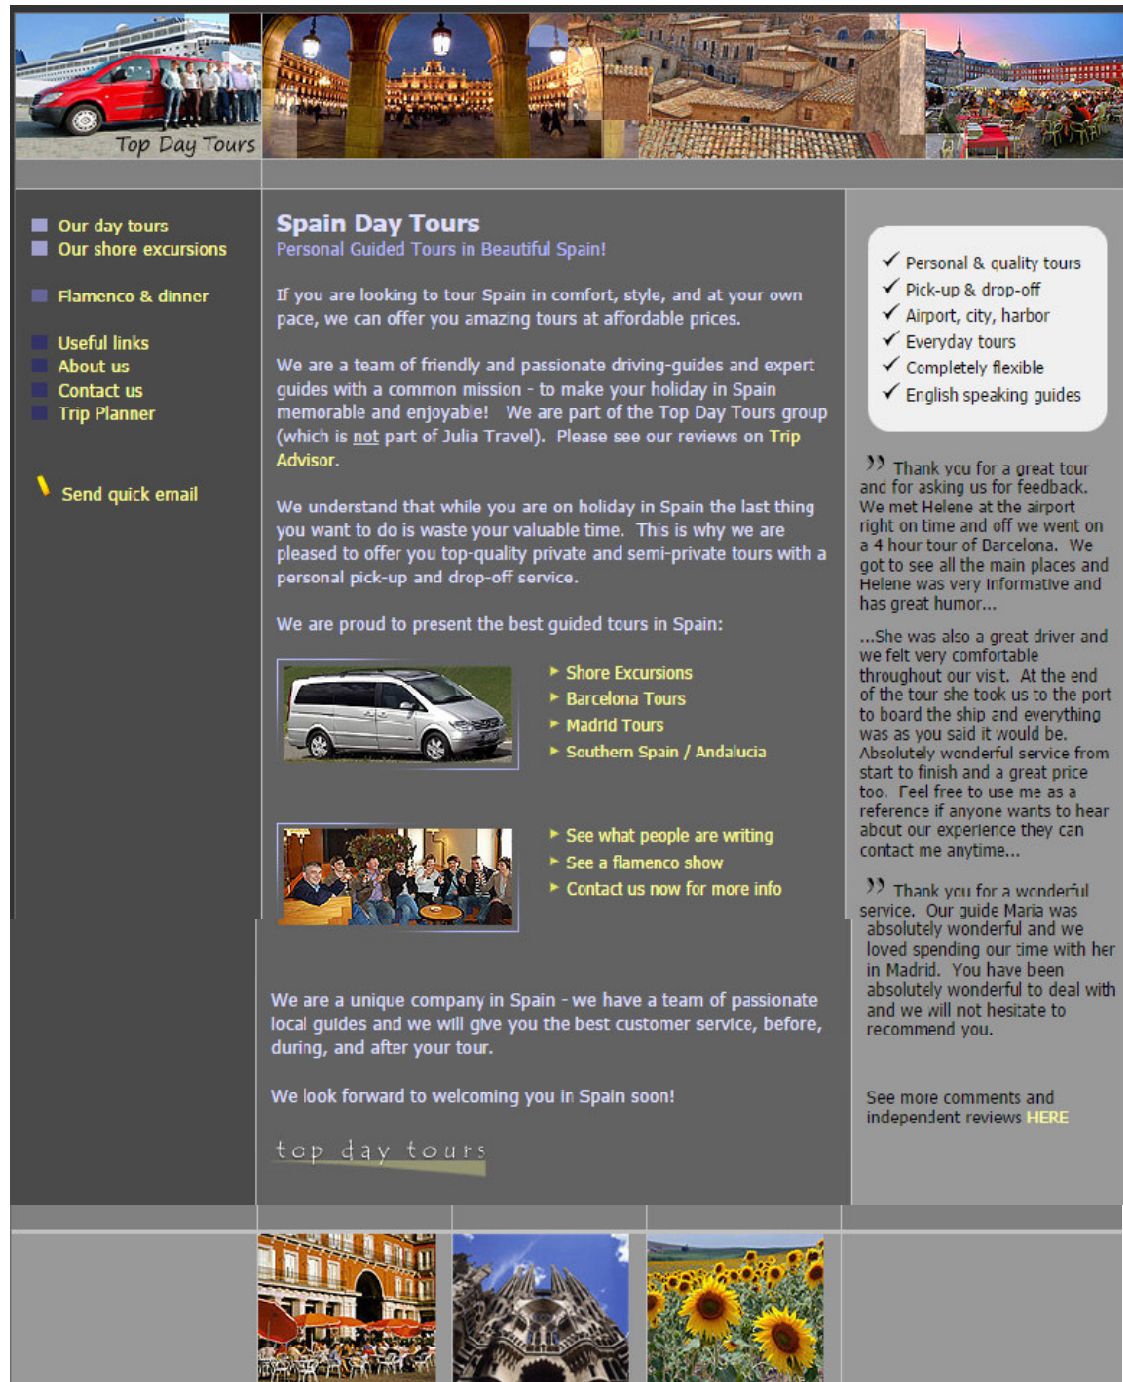 Top Day Tours
Our day tours
Our shore excursions
Flamenco & dinner
Useful links
About us
Contact us
Trip Planner
Send quick email
Spain Day Tours
Personal Guided Tours in Beautiful Spain!
If you are looking to tour Spain in comfort, style, and at your own
pace, we can offer you amazing tours at affordable prices.
We are a team of friendly and passionate driving-guides and expert
guides with a common mission - to make your holiday in Spain
memorable and enjoyable! We are part of the Top Day Tours group
(which is not part of Julia Travel). Please see our reviews on Trip
Advisor.
We understand that while you are on holiday in Spain the last thing
you want to do is waste your valuable time. This is why we are
pleased to offer you top-quality private and semi-private tours with a
personal pick-up and drop-off service.
We are proud to present the best guided tours in Spain:
Shore Excursions
Barcelona Tours
Madrid Tours
Southern Spain / Andalucia
See what people are writing
See a flamenco show
Contact us now for more info
We are a unique company in Spain - we have a team of passionate
local guides and we will give you the best customer service, before,
during, and after your tour.
We look forward to welcoming you in Spain soon!
top day tours
✓ Personal & quality tours
✓ Pick-up & drop-off
✓ Airport, city, harbor
✓ Everyday tours
✓ Completely flexible
✓ English speaking guides
” Thank you for a great tour
and for asking us for feedback.
We met Helene at the airport
right on time and off we went on
a 4 hour tour of Barcelona. We
got to see all the main places and
Helene was very informative and
has great humor...
...She was also a great driver and
we felt very comfortable
throughout our visit. At the end
of the tour she took us to the port
to board the ship and everything
was as you said it would be.
Absolutely wonderful service from
start to finish and a great price
too. Feel free to use me as a
reference if anyone wants to hear
about our experience they can
contact me anytime...
” Thank you for a wonderful
service. Our guide Maria was
absolutely wonderful and we
loved spending our time with her
in Madrid. You have been
absolutely wonderful to deal with
and we will not hesitate to
recommend you.
See more comments and
independent reviews HERE